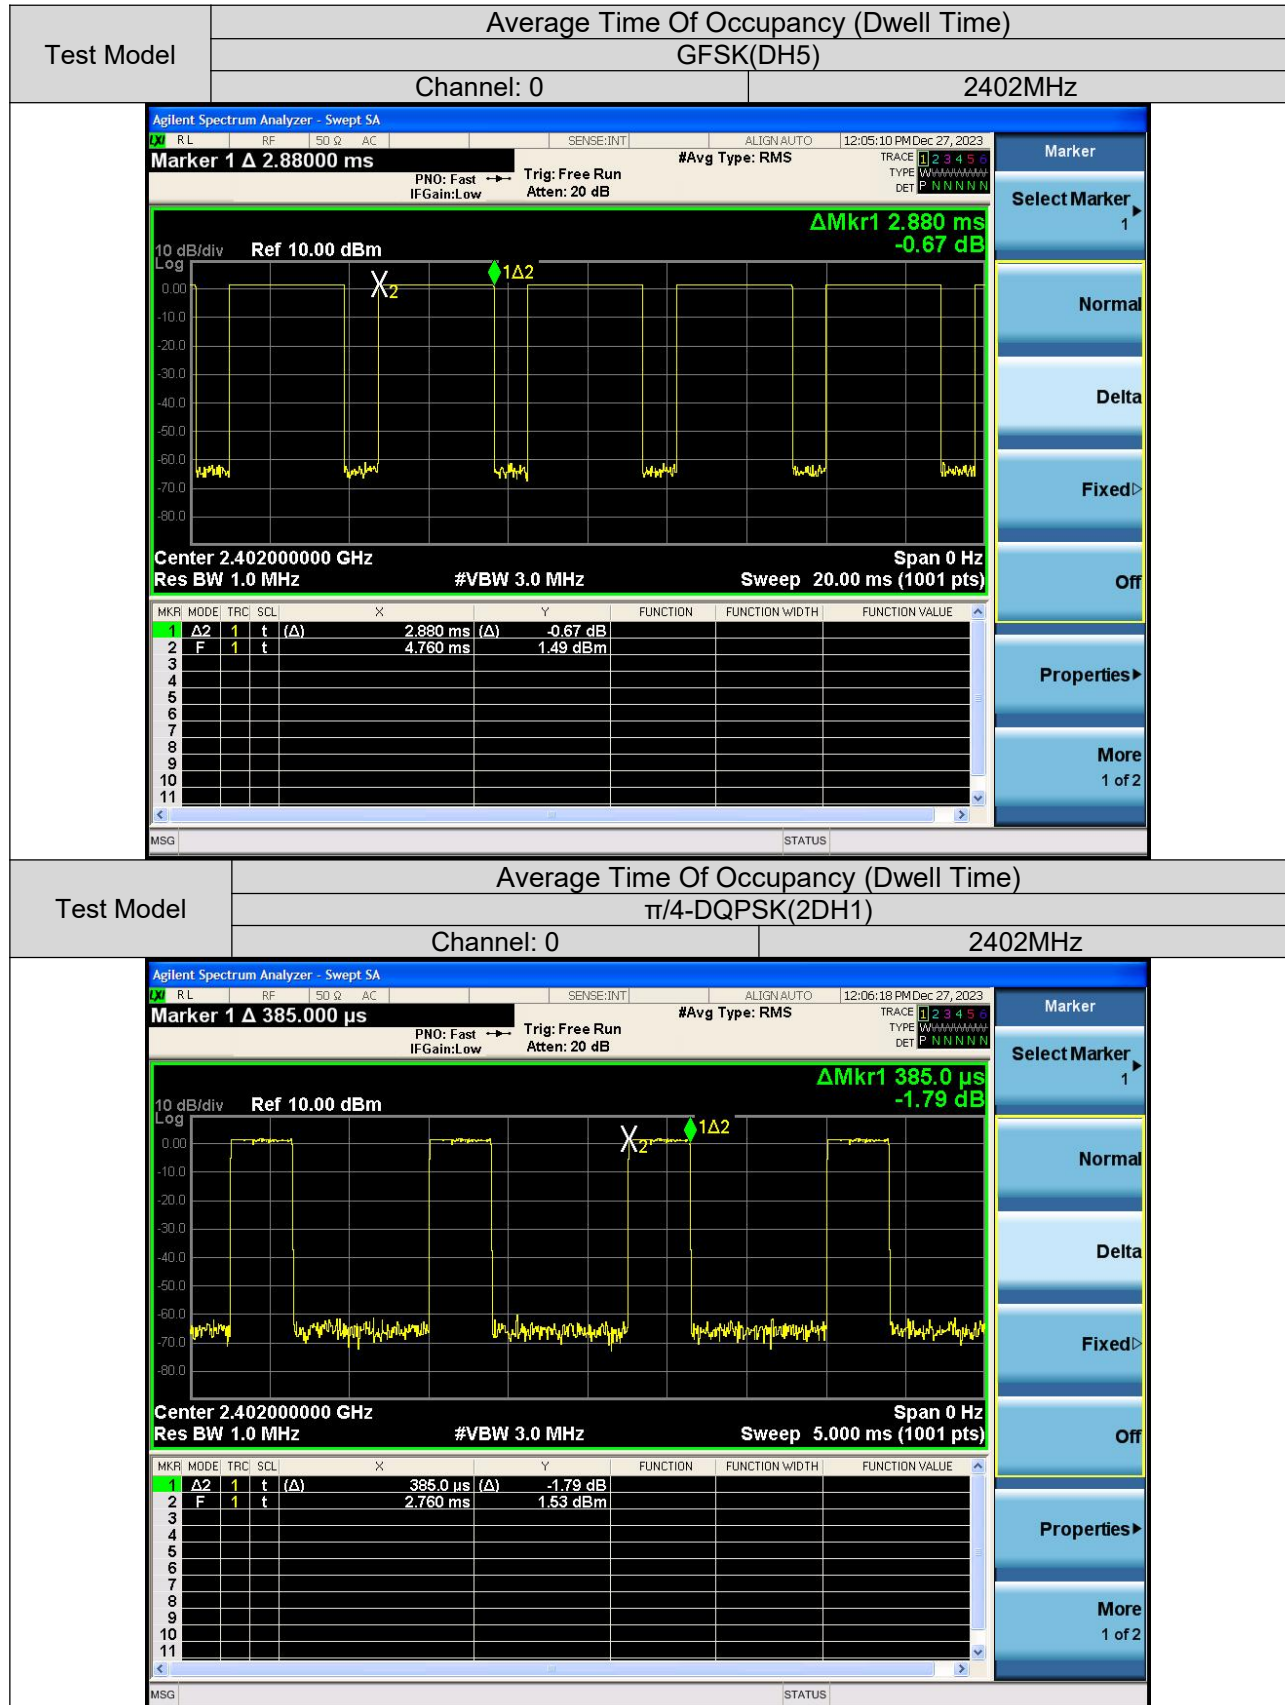 Test Model
Average Time Of Occupancy (Dwell Time)
GFSK(DH5)
Channel: 0
2402MHz
Agilent Spectrum Analyzer - Swept SA
LXI RL RF 50 Ω AC SENSE:INT ALIGN AUTO 12:05:10 PM Dec 27, 2023
Marker 1 Δ 2.88000 ms
PNO: Fast
IFGain:Low
Trig: Free Run
Atten: 20 dB
#Avg Type: RMS
TRACE 1 2 3 4 5 6
TYPE W
DET P N N N N N
ΔMkr1 2.880 ms
-0.67 dB
10 dB/div Ref 10.00 dBm
Log
0.00
-10.0
-20.0
-30.0
-40.0
-50.0
-60.0
-70.0
-80.0
X2
1Δ2
Center 2.402000000 GHz Span 0 Hz
Res BW 1.0 MHz #VBW 3.0 MHz Sweep 20.00 ms (1001 pts)
MKR MODE TRC SCL X Y FUNCTION FUNCTION WIDTH FUNCTION VALUE
1 Δ2 1 t (Δ) 2.880 ms (Δ) -0.67 dB
2 F 1 t 4.760 ms 1.49 dBm
3
4
5
6
7
8
9
10
11
MSG STATUS
Marker
Select Marker
1
Normal
Delta
Fixed
Off
Properties
More
1 of 2
Test Model
Average Time Of Occupancy (Dwell Time)
π/4-DQPSK(2DH1)
Channel: 0
2402MHz
Agilent Spectrum Analyzer - Swept SA
LXI RL RF 50 Ω AC SENSE:INT ALIGN AUTO 12:06:18 PM Dec 27, 2023
Marker 1 Δ 385.000 µs
PNO: Fast
IFGain:Low
Trig: Free Run
Atten: 20 dB
#Avg Type: RMS
TRACE 1 2 3 4 5 6
TYPE W
DET P N N N N N
ΔMkr1 385.0 µs
-1.79 dB
10 dB/div Ref 10.00 dBm
Log
0.00
-10.0
-20.0
-30.0
-40.0
-50.0
-60.0
-70.0
-80.0
X2
1Δ2
Center 2.402000000 GHz Span 0 Hz
Res BW 1.0 MHz #VBW 3.0 MHz Sweep 5.000 ms (1001 pts)
MKR MODE TRC SCL X Y FUNCTION FUNCTION WIDTH FUNCTION VALUE
1 Δ2 1 t (Δ) 385.0 µs (Δ) -1.79 dB
2 F 1 t 2.760 ms 1.53 dBm
3
4
5
6
7
8
9
10
11
MSG STATUS
Marker
Select Marker
1
Normal
Delta
Fixed
Off
Properties
More
1 of 2